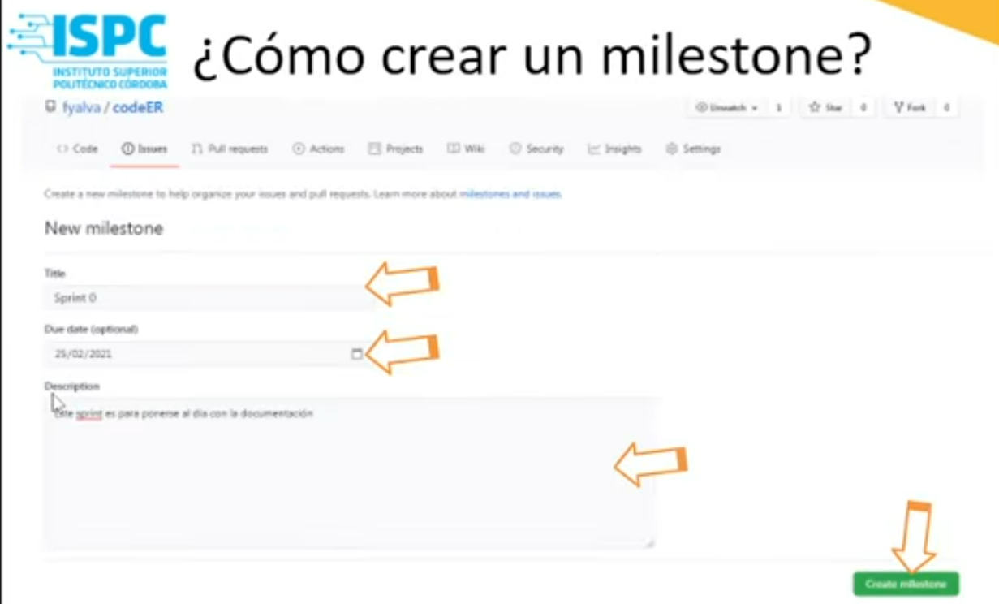 ISPC
INSTITUTO SUPERIOR
POLITÉCNICO CÓRDOBA
¿Cómo crear un milestone?
fyalva / codeER
Unwatch 1 Star 0 Fork 0
Code Issues Pull requests Actions Projects Wiki Security Insights Settings
Create a new milestone to help organize your issues and pull requests. Learn more about milestones and issues.
New milestone
Title
Sprint 0
Due date (optional)
25/02/2021
Description
Este sprint es para ponerse al día con la documentación
Create milestone